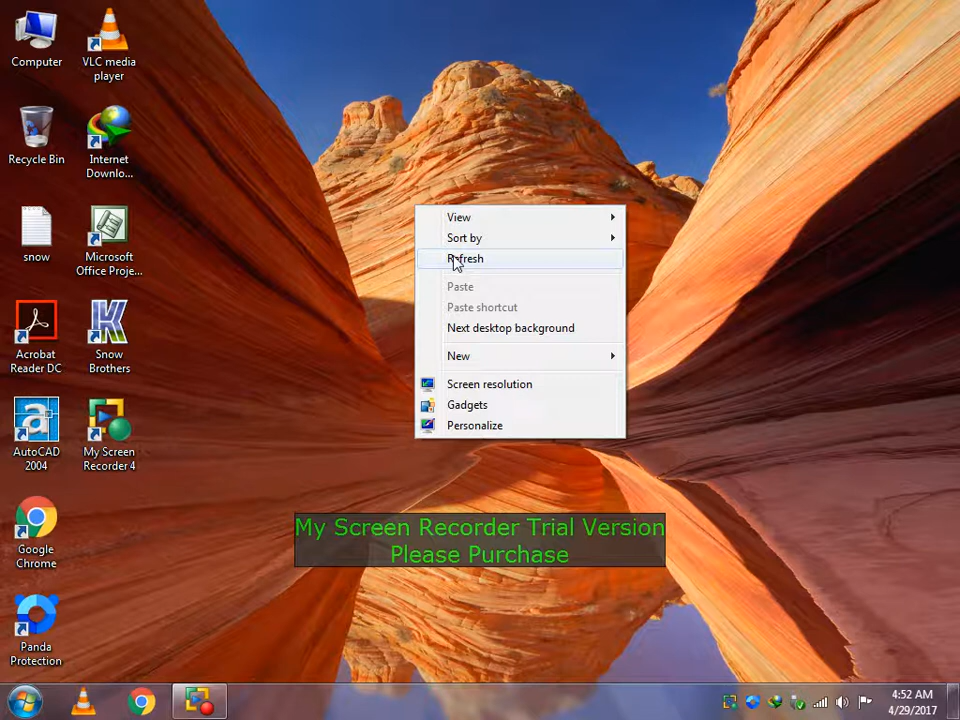 Computer
VLC media
player
Recycle Bin
Internet
Downlo...
snow
Microsoft
Office Proje...
Acrobat
Reader DC
Snow
Brothers
AutoCAD
2004
My Screen
Recorder 4
Google
Chrome
Panda
Protection
View
Sort by
Refresh
Paste
Paste shortcut
Next desktop background
New
Screen resolution
Gadgets
Personalize
My Screen Recorder Trial Version
Please Purchase
4:52 AM
4/29/2017